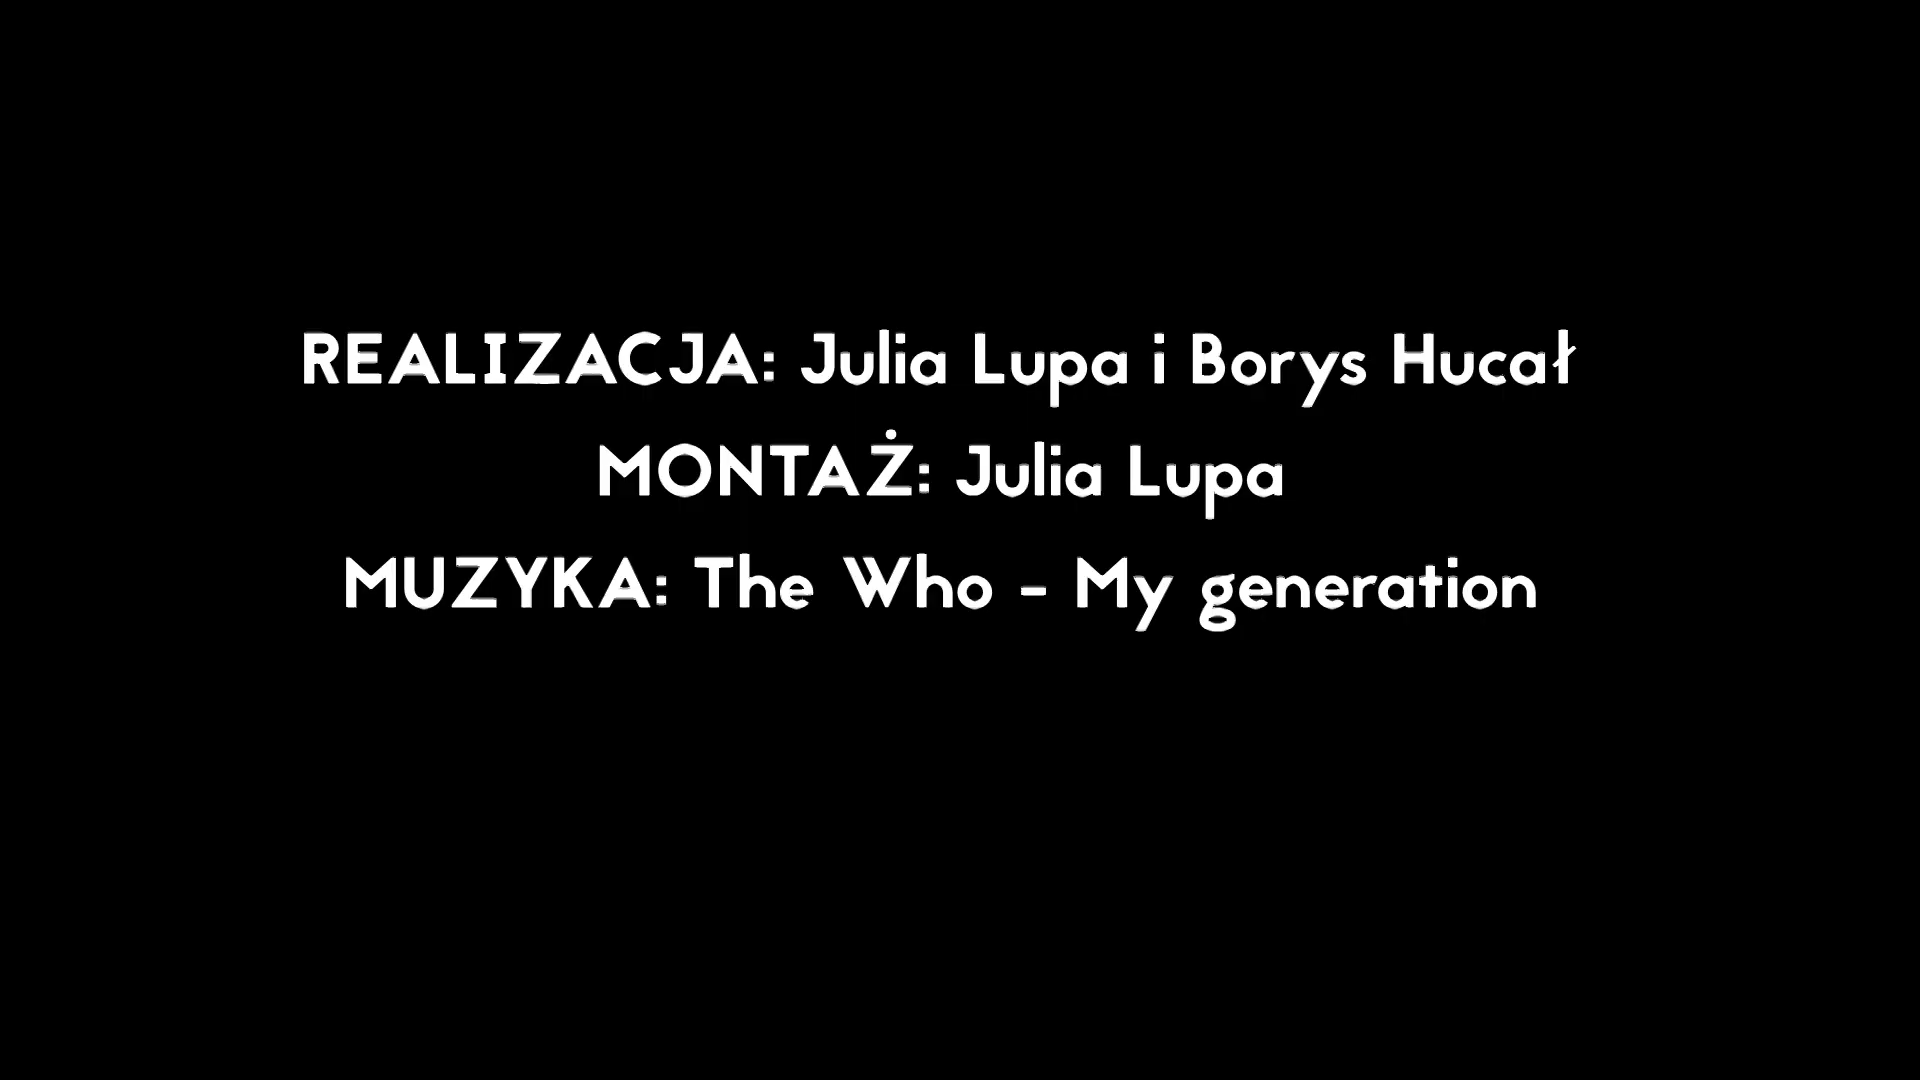 REALIZACJA: Julia Lupa i Borys Hucał
MONTAŻ: Julia Lupa
MUZYKA: The Who - My generation